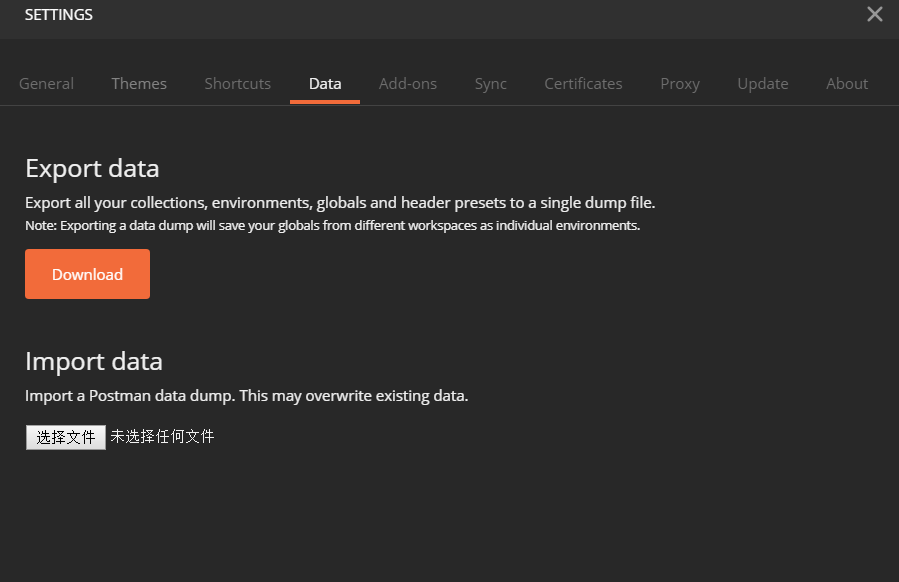 SETTINGS
General Themes Shortcuts Data Add-ons Sync Certificates Proxy Update About
Export data
Export all your collections, environments, globals and header presets to a single dump file.
Note: Exporting a data dump will save your globals from different workspaces as individual environments.
Download
Import data
Import a Postman data dump. This may overwrite existing data.
选择文件 未选择任何文件